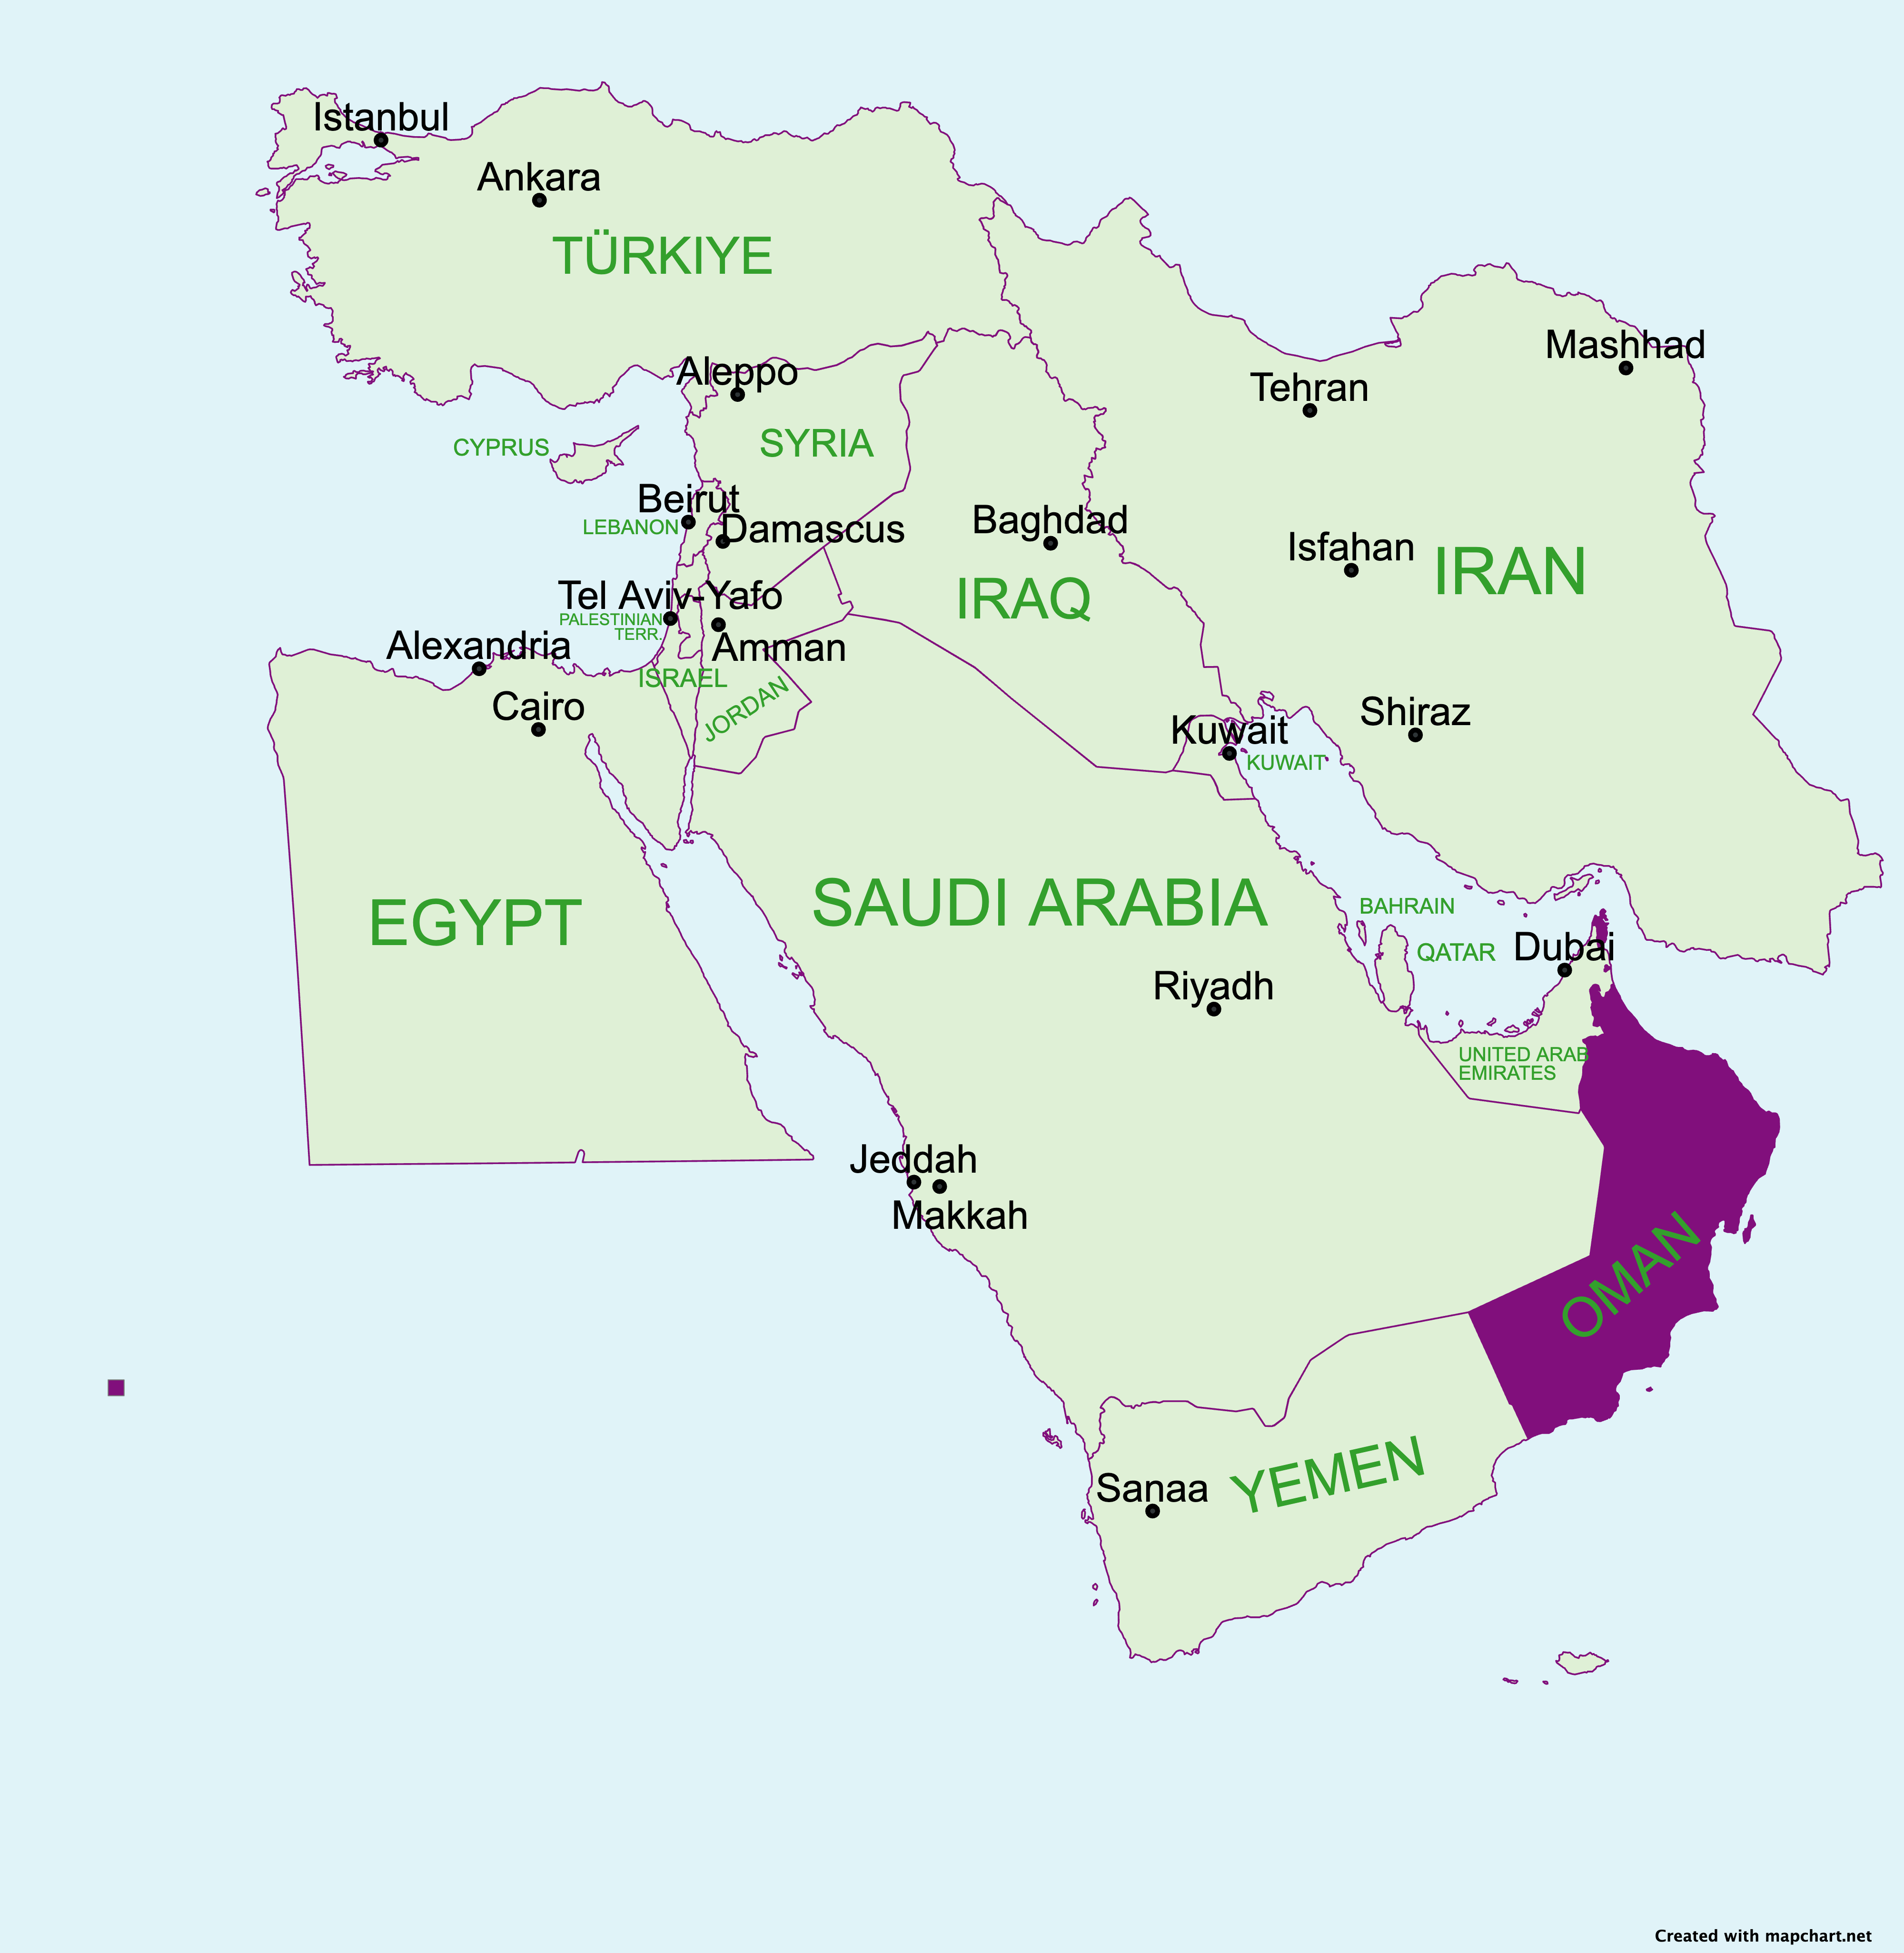 Istanbul
Ankara
TÜRKIYE
Mashhad
Aleppo
Tehran
CYPRUS
SYRIA
Beirut
LEBANON
Damascus
Baghdad
Isfahan
IRAN
IRAQ
Tel Aviv-Yafo
PALESTINIAN
TERR.
Alexandria
Amman
ISRAEL
JORDAN
Cairo
Kuwait
KUWAIT
Shiraz
EGYPT
SAUDI ARABIA
BAHRAIN
QATAR
Dubai
Riyadh
UNITED ARAB
EMIRATES
Jeddah
Makkah
OMAN
YEMEN
Sanaa
Created with mapchart.net